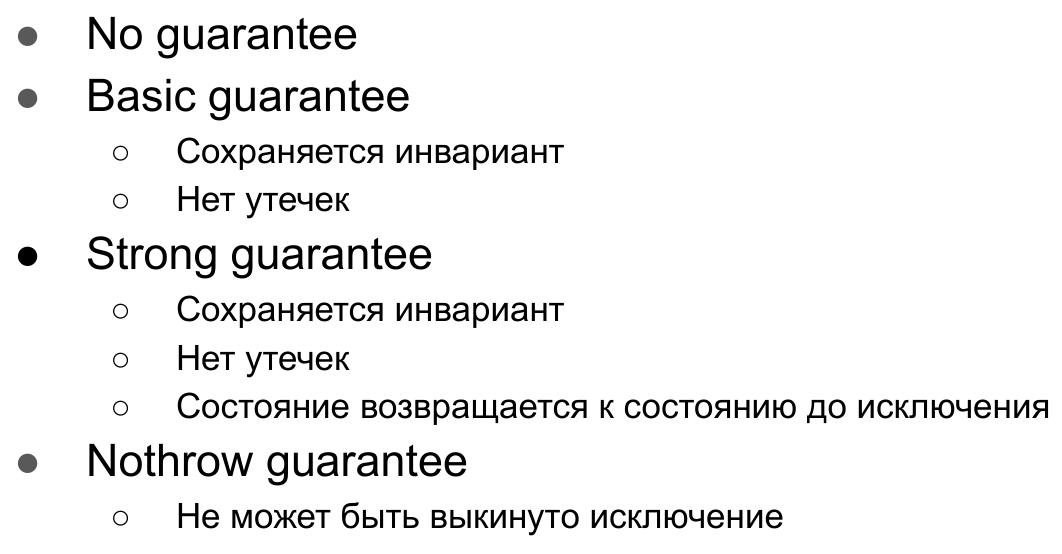 ● No guarantee
● Basic guarantee
○ Сохраняется инвариант
○ Нет утечек
● Strong guarantee
○ Сохраняется инвариант
○ Нет утечек
○ Состояние возвращается к состоянию до исключения
● Nothrow guarantee
○ Не может быть выкинуто исключение